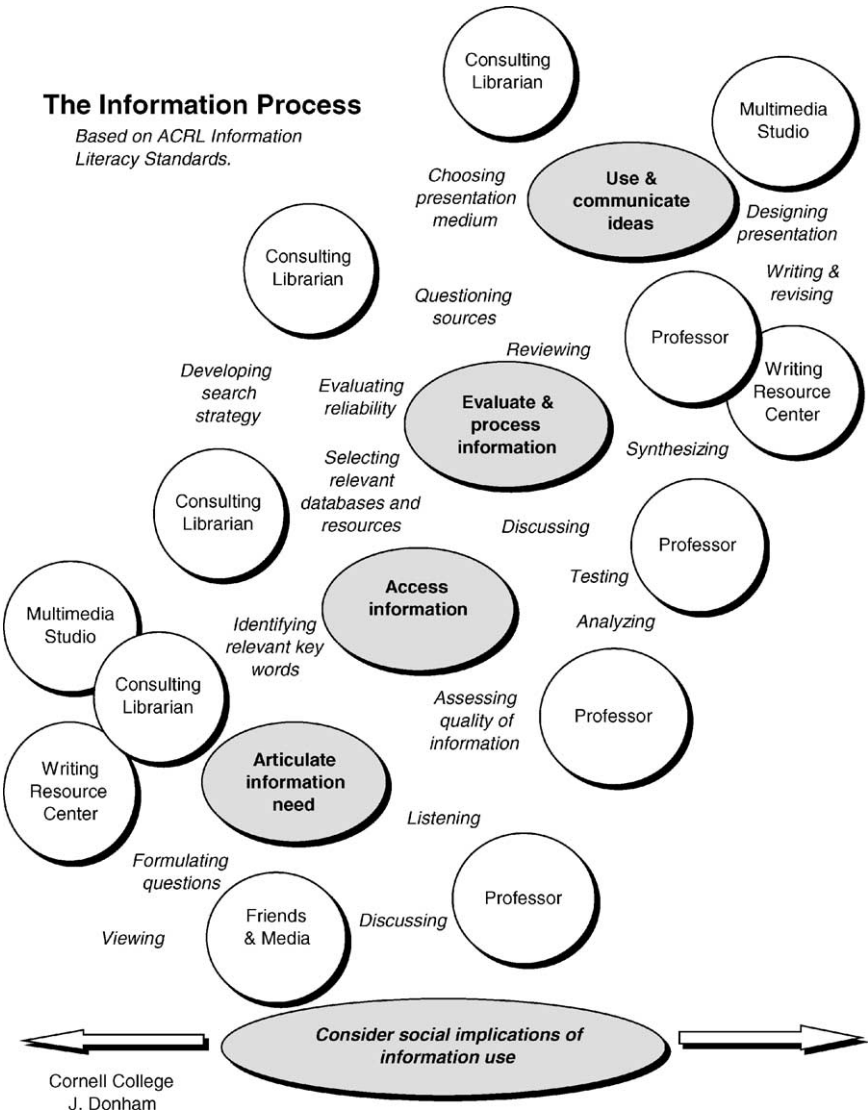 The Information Process
Based on ACRL Information
Literacy Standards.
Consulting
Librarian
Multimedia
Studio
Choosing
presentation
medium
Use &
communicate
ideas
Designing
presentation
Consulting
Librarian
Writing &
revising
Questioning
sources
Professor
Reviewing
Writing
Resource
Center
Developing
search
strategy
Evaluating
reliability
Evaluate &
process
information
Synthesizing
Selecting
relevant
databases and
resources
Consulting
Librarian
Discussing
Professor
Testing
Access
information
Analyzing
Multimedia
Studio
Identifying
relevant key
words
Consulting
Librarian
Assessing
quality of
information
Professor
Writing
Resource
Center
Articulate
information
need
Listening
Formulating
questions
Professor
Viewing
Friends
& Media
Discussing
Consider social implications of
information use
Cornell College
J. Donham